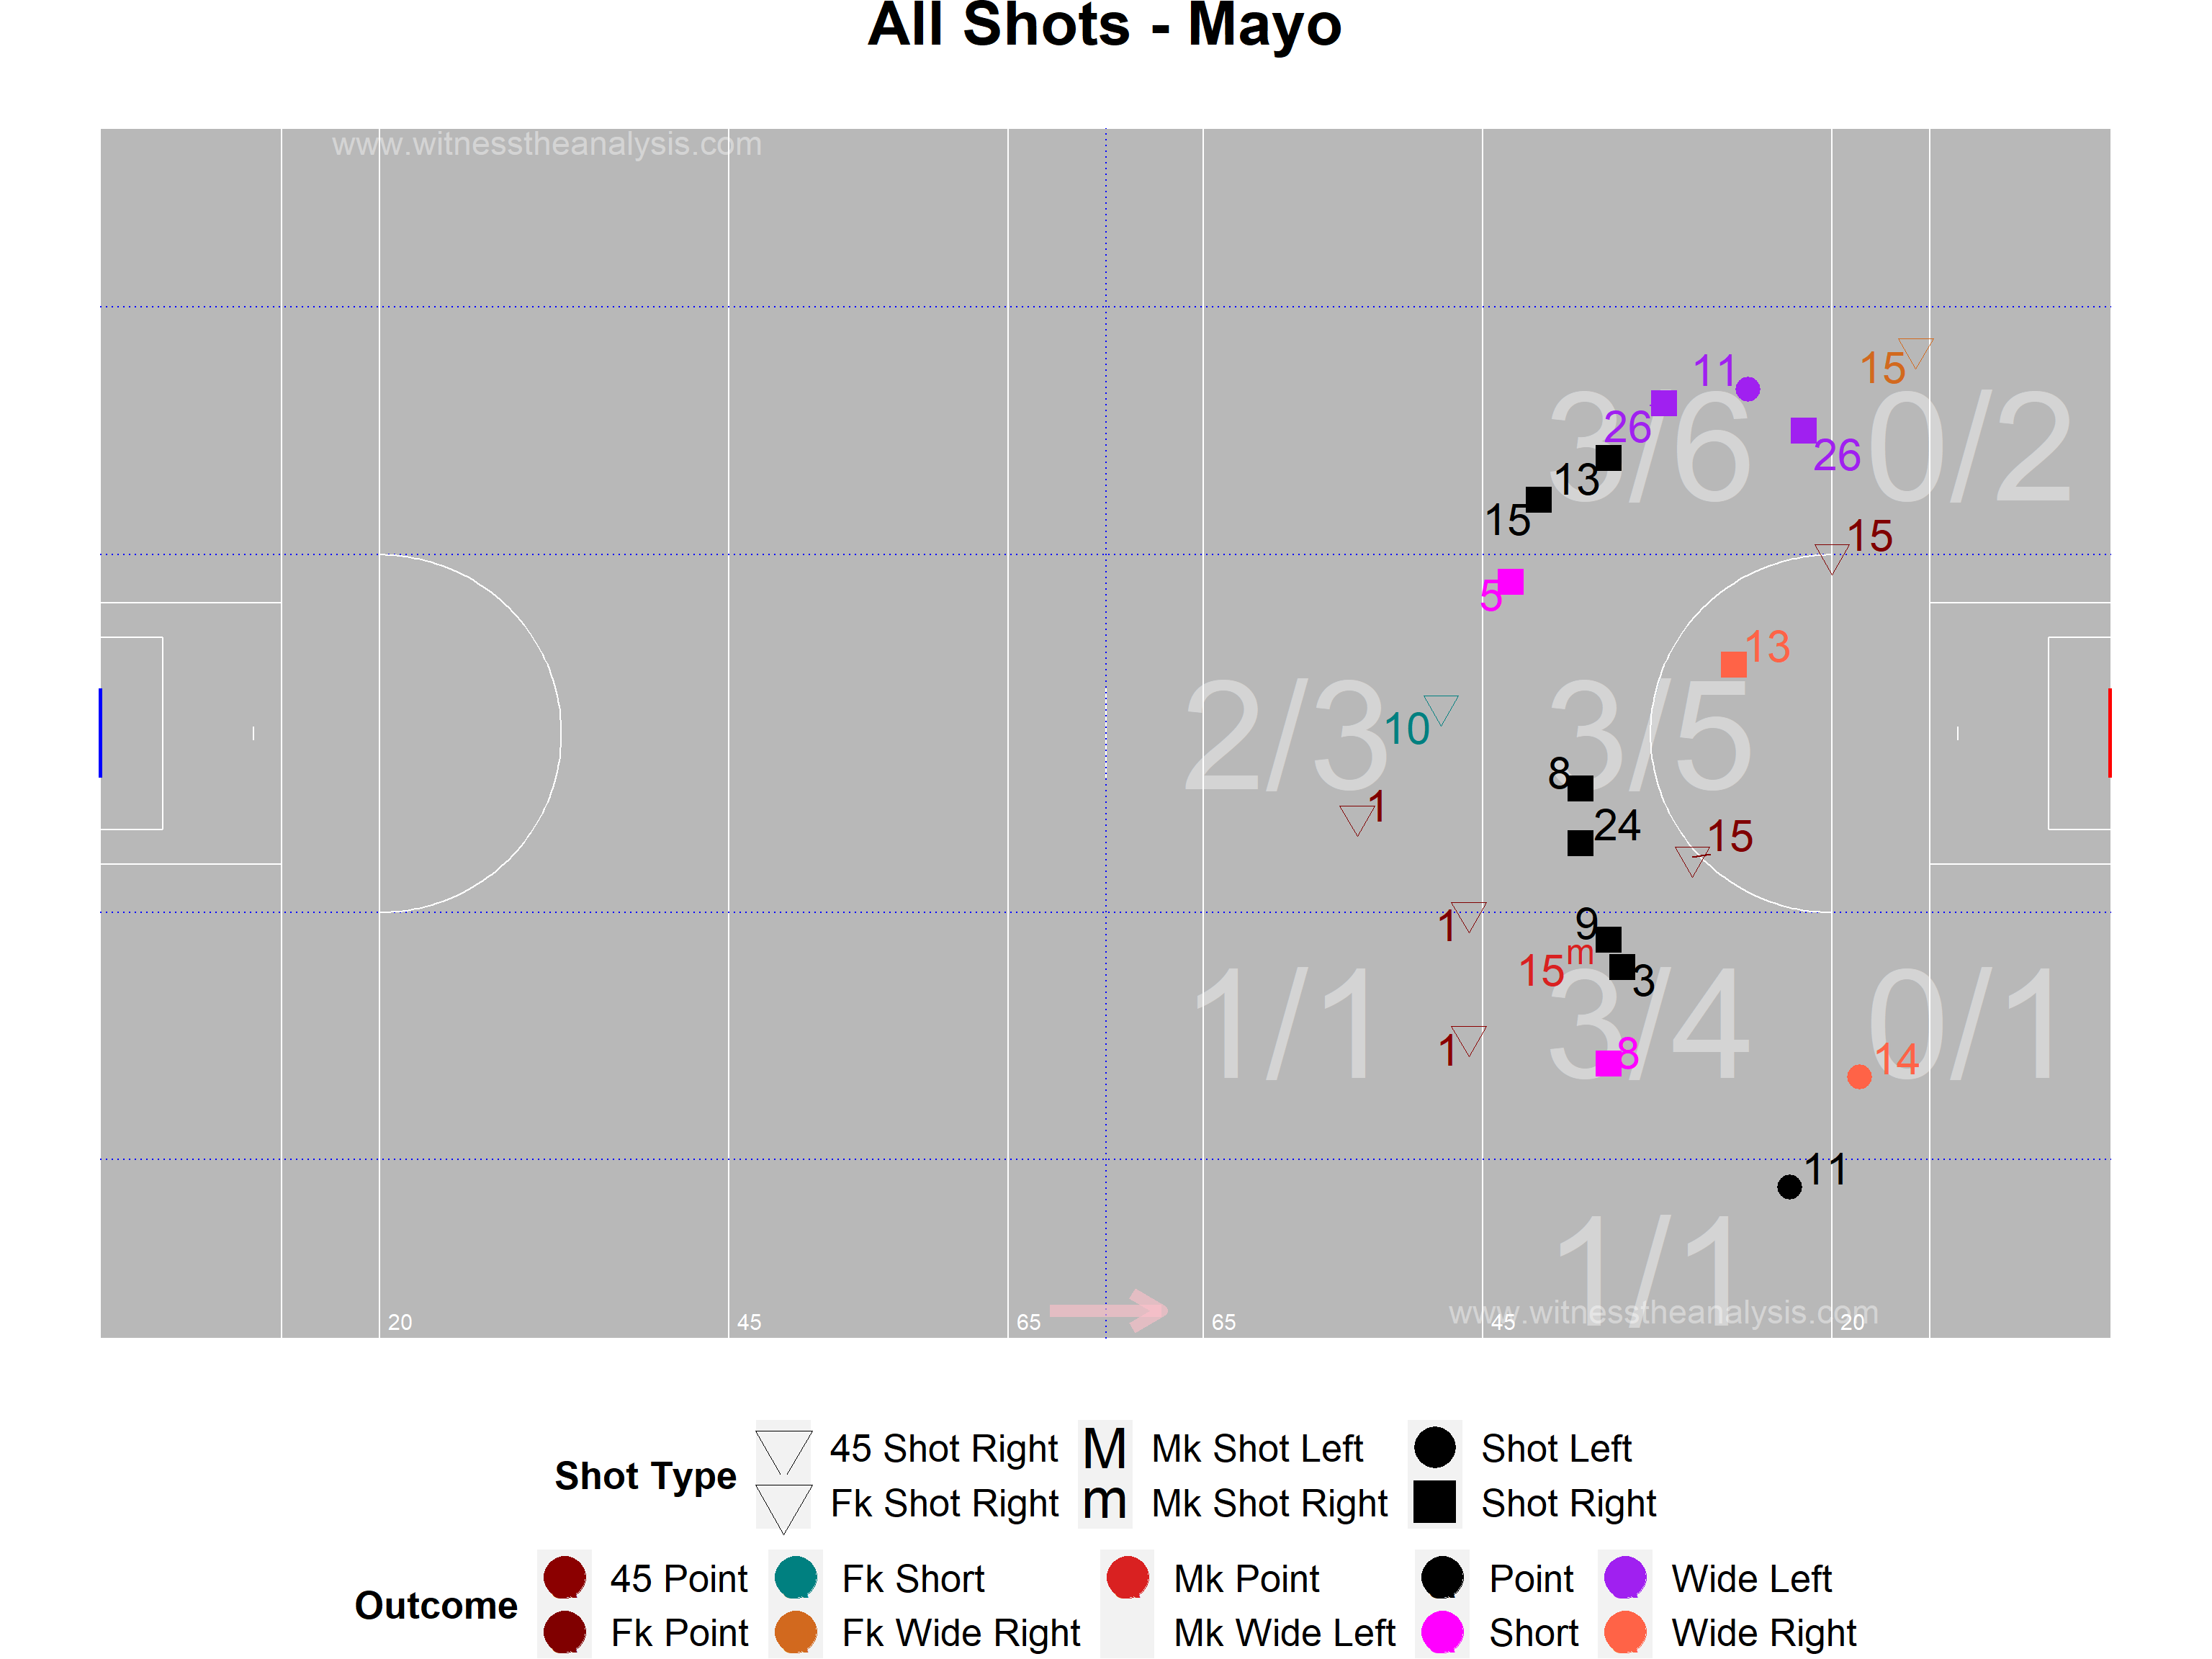 All Shots - Mayo
www.witnesstheanalysis.com
15
11
26
3/6
0/2
26
13
15
15
5
13
2/3
3/5
10
8
1
24
15
9
1
15 m
3
1/1
3/4
0/1
1
8
14
11
1/1
www.witnesstheanalysis.com
20 45 65 65 45 20
Shot Type
45 Shot Right M Mk Shot Left Shot Left
Fk Shot Right m Mk Shot Right Shot Right
Outcome
45 Point Fk Short Mk Point Point Wide Left
Fk Point Fk Wide Right Mk Wide Left Short Wide Right